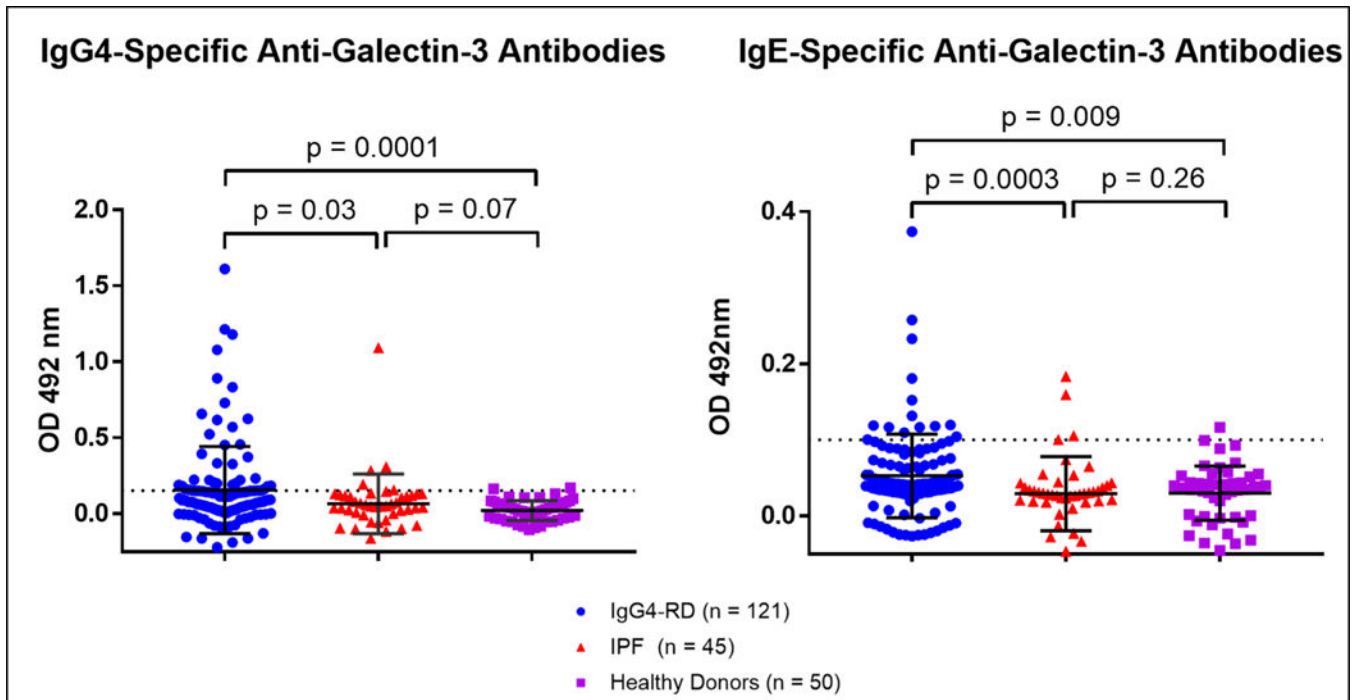 IgG4-Specific Anti-Galectin-3 Antibodies
p = 0.0001
p = 0.03
p = 0.07
2.0
1.5
1.0
0.5
0.0
OD 492 nm
IgE-Specific Anti-Galectin-3 Antibodies
p = 0.009
p = 0.0003
p = 0.26
0.4
0.2
0.0
OD 492nm
IgG4-RD (n = 121)
IPF (n = 45)
Healthy Donors (n = 50)